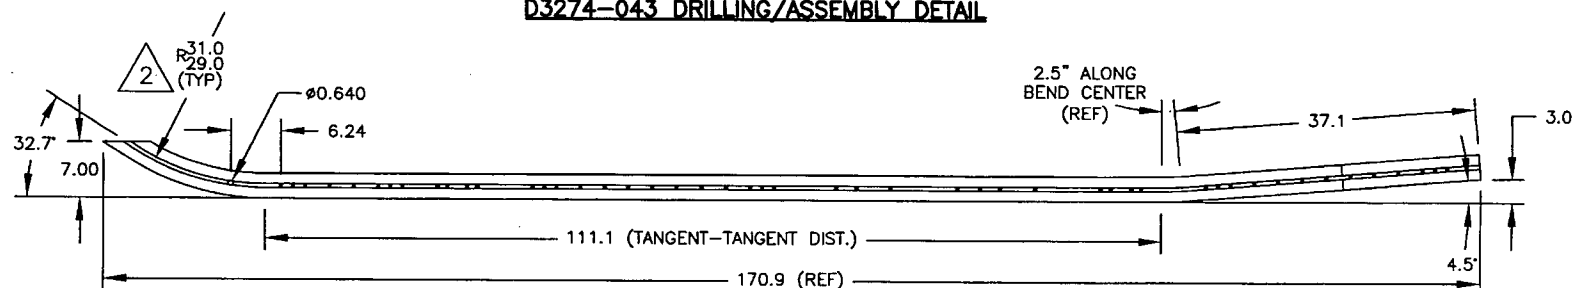 D3274-043 DRILLING/ASSEMBLY DETAIL
2
R31.0
29.0
(TYP)
Ø0.640
6.24
32.7°
7.00
2.5" ALONG
BEND CENTER
(REF)
37.1
3.0
111.1 (TANGENT-TANGENT DIST.)
4.5°
170.9 (REF)